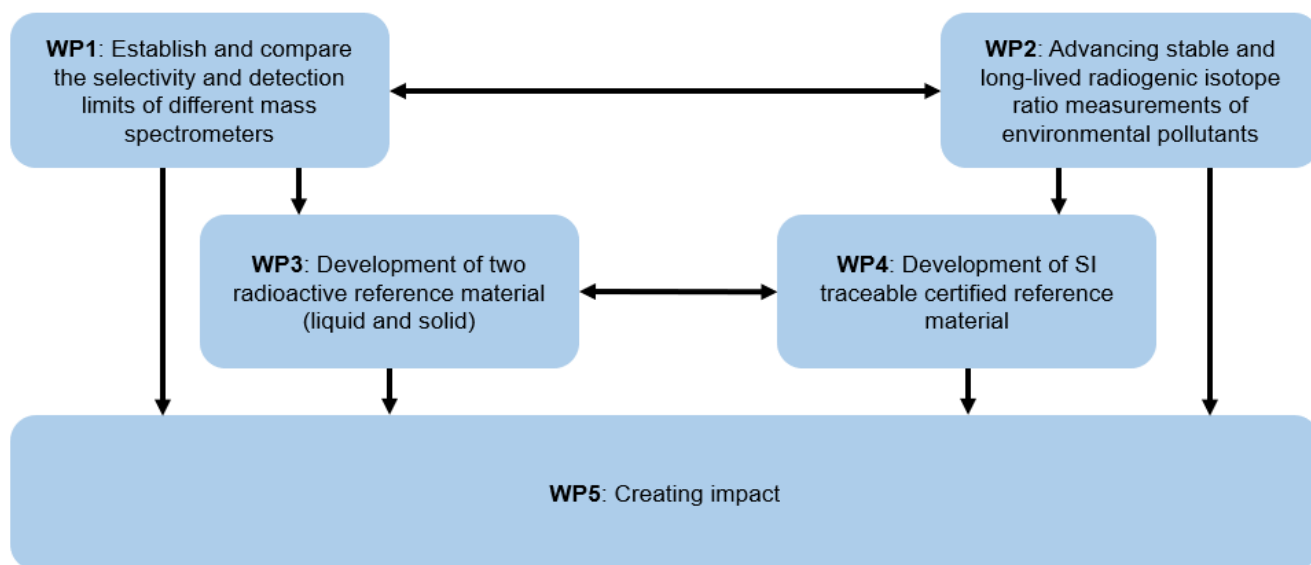 WP1: Establish and compare
the selectivity and detection
limits of different mass
spectrometers
WP2: Advancing stable and
long-lived radiogenic isotope
ratio measurements of
environmental pollutants
WP3: Development of two
radioactive reference material
(liquid and solid)
WP4: Development of SI
traceable certified reference
material
WP5: Creating impact